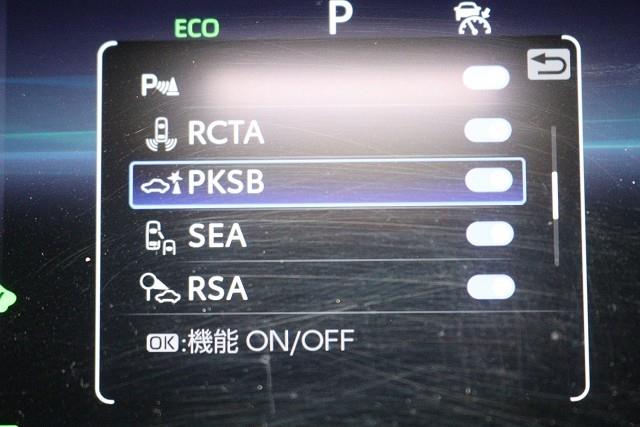 ECO P
P
RCTA
PKSB
SEA
RSA
OK:機能 ON/OFF